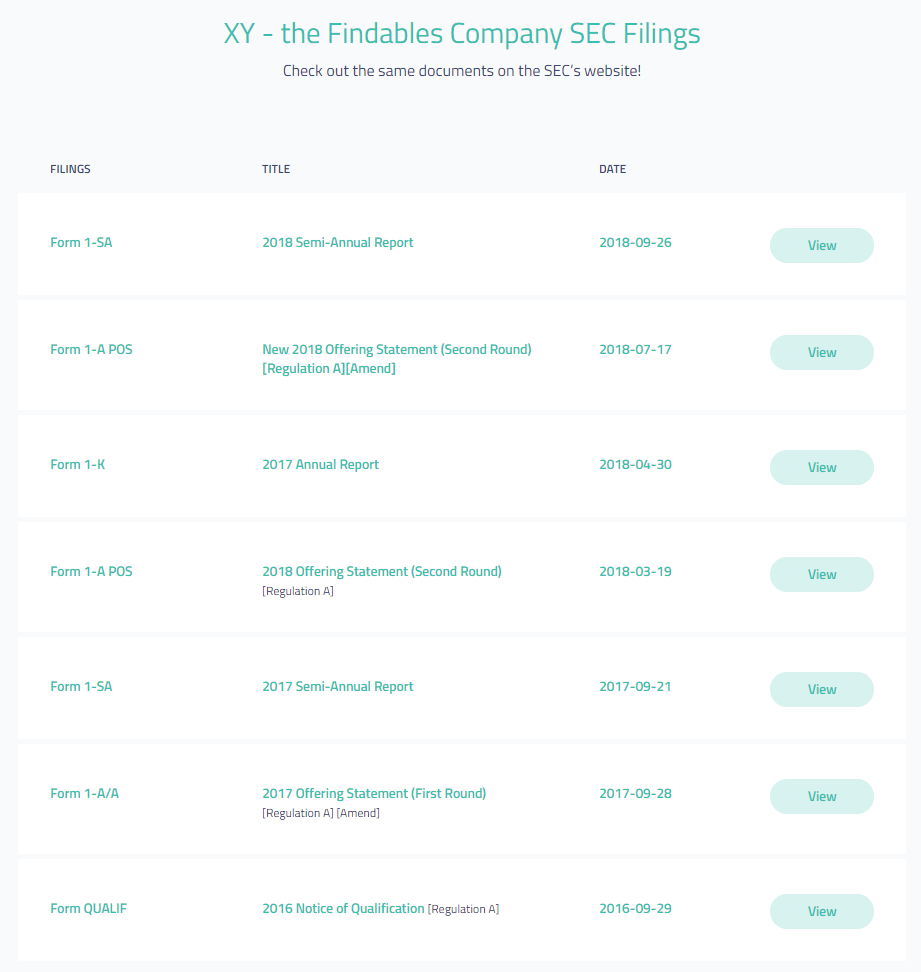 XY - the Findables Company SEC Filings
Check out the same documents on the SEC's website!
FILINGS TITLE DATE
Form 1-SA 2018 Semi-Annual Report 2018-09-26 View
Form 1-A POS New 2018 Offering Statement (Second Round) 2018-07-17 View
[Regulation A][Amend]
Form 1-K 2017 Annual Report 2018-04-30 View
Form 1-A POS 2018 Offering Statement (Second Round) 2018-03-19 View
[Regulation A]
Form 1-SA 2017 Semi-Annual Report 2017-09-21 View
Form 1-A/A 2017 Offering Statement (First Round) 2017-09-28 View
[Regulation A] [Amend]
Form QUALIF 2016 Notice of Qualification [Regulation A] 2016-09-29 View